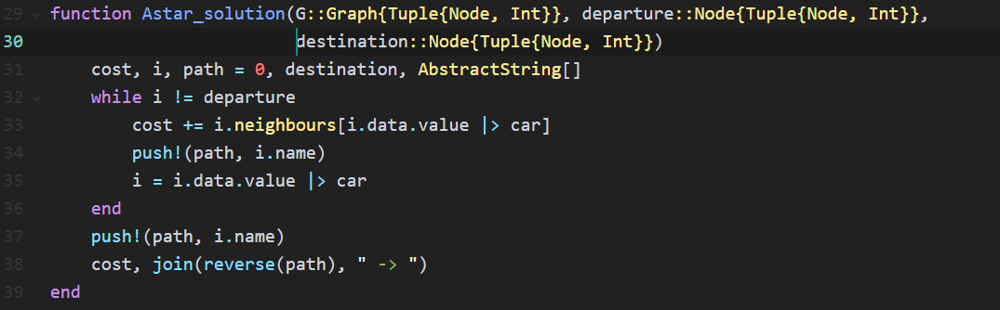 29 function Astar_solution(G::Graph{Tuple{Node, Int}}, departure::Node{Tuple{Node, Int}},
30                         destination::Node{Tuple{Node, Int}})
31     cost, i, path = 0, destination, AbstractString[]
32     while i != departure
33         cost += i.neighbours[i.data.value |> car]
34         push!(path, i.name)
35         i = i.data.value |> car
36     end
37     push!(path, i.name)
38     cost, join(reverse(path), " -> ")
39 end